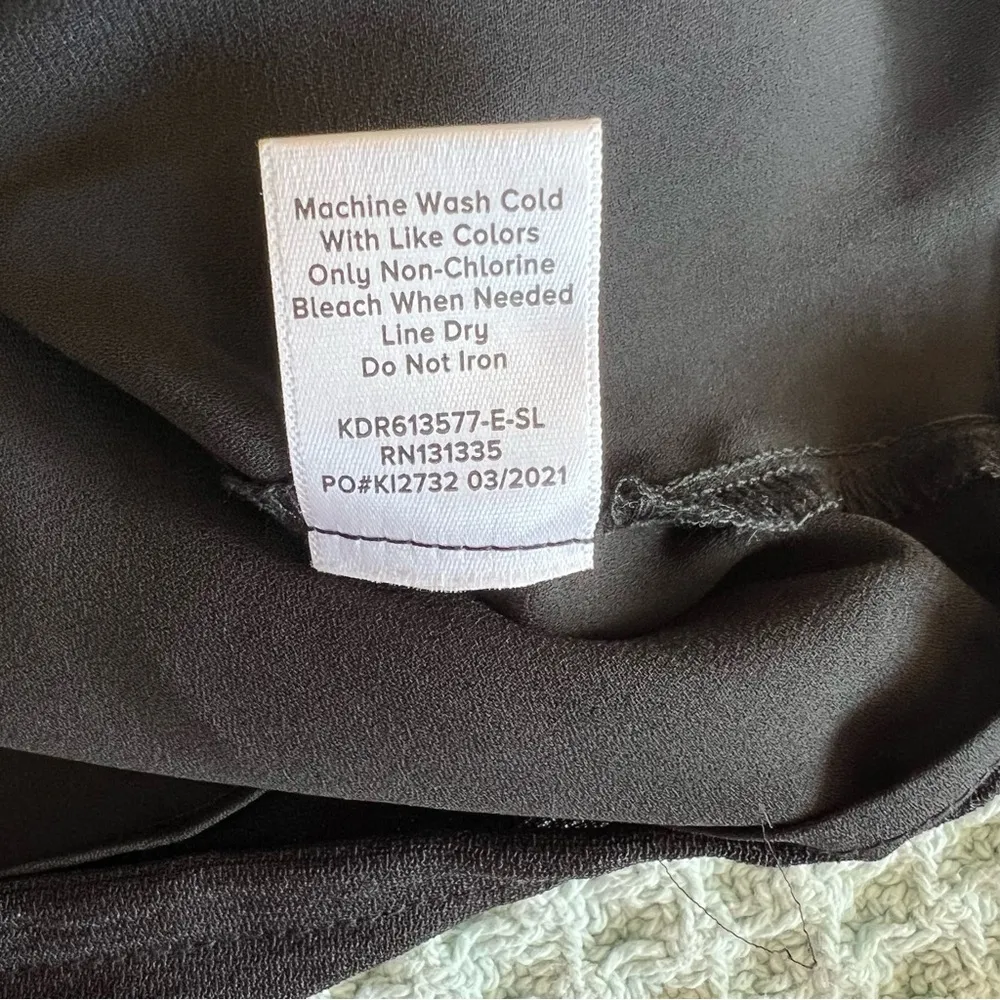 Machine Wash Cold
With Like Colors
Only Non-Chlorine
Bleach When Needed
Line Dry
Do Not Iron
KDR613577-E-SL
RN131335
PO#KI2732 03/2021